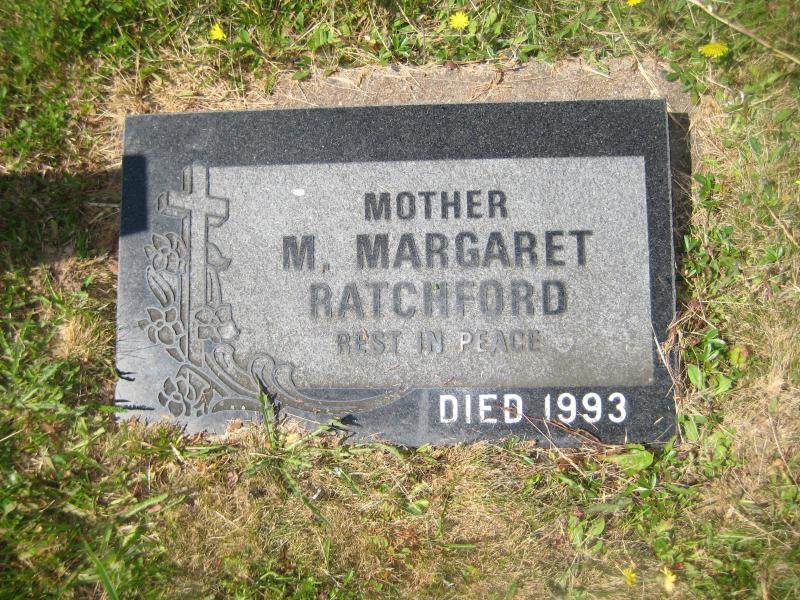 MOTHER
M. MARGARET
RATCHFORD
REST IN PEACE
DIED 1993